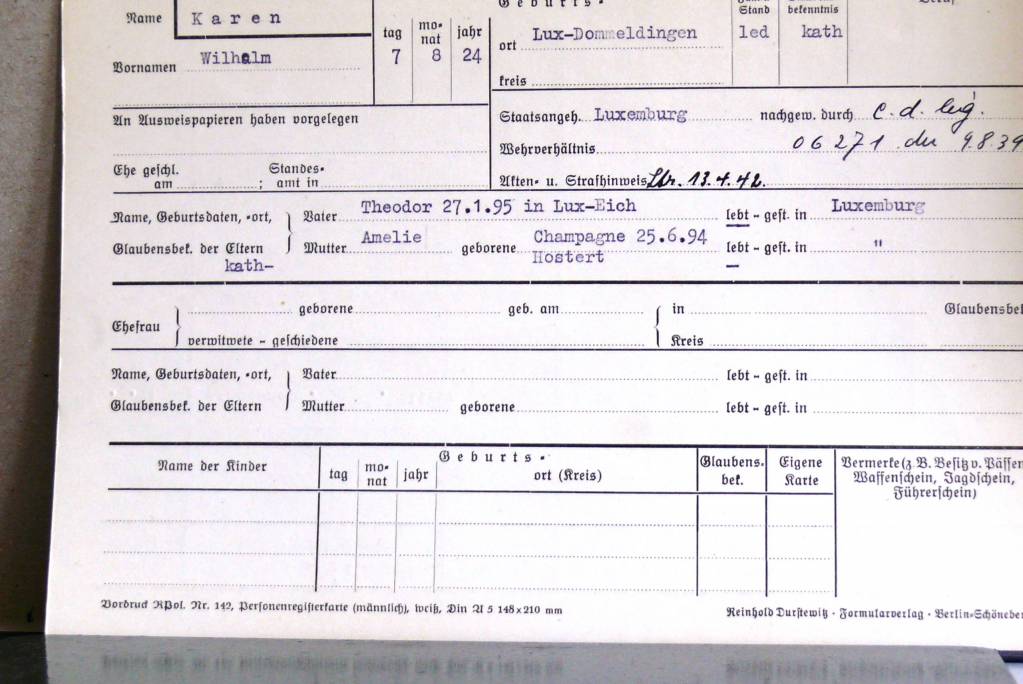 Geburts-
Name Karen
Stand bekenntnis
tag monat jahr
ort Lux-Dommeldingen led kath
Vornamen Wilhelm 7 8 24
kreis
An Ausweispapieren haben vorgelegen
Staatsangeh. Luxemburg nachgew. durch C. d.
Wehrverhältnis 06271 9.8.39
Ehe geschl. Standes-
am ; amt in
Akten- u. Strafhinweis 13.4.42.
Name, Geburtsdaten, -ort, Vater Theodor 27.1.95 in Lux-Eich lebt - gest. in Luxemburg
Glaubensbek. der Eltern Mutter Amelie geborene Champagne 25.6.94 lebt - gest. in "
kath- Hostert
geborene geb. am in Glaubensbek
Ehefrau
verwitwete - geschiedene Kreis
Name, Geburtsdaten, -ort, Vater lebt - gest. in
Glaubensbek. der Eltern Mutter geborene lebt - gest. in
Name der Kinder Geburts- Glaubens- Eigene Vermerke (z. B. Besitz v. Pässen
tag monat jahr ort (Kreis) bek. Karte Waffenschein, Jagdschein,
Führerschein)
Vordruck RPol. Nr. 142, Personenregisterkarte (männlich), weiß, Din A 5 148x210 mm
Reinhold Durstewitz · Formularverlag · Berlin-Schöneber